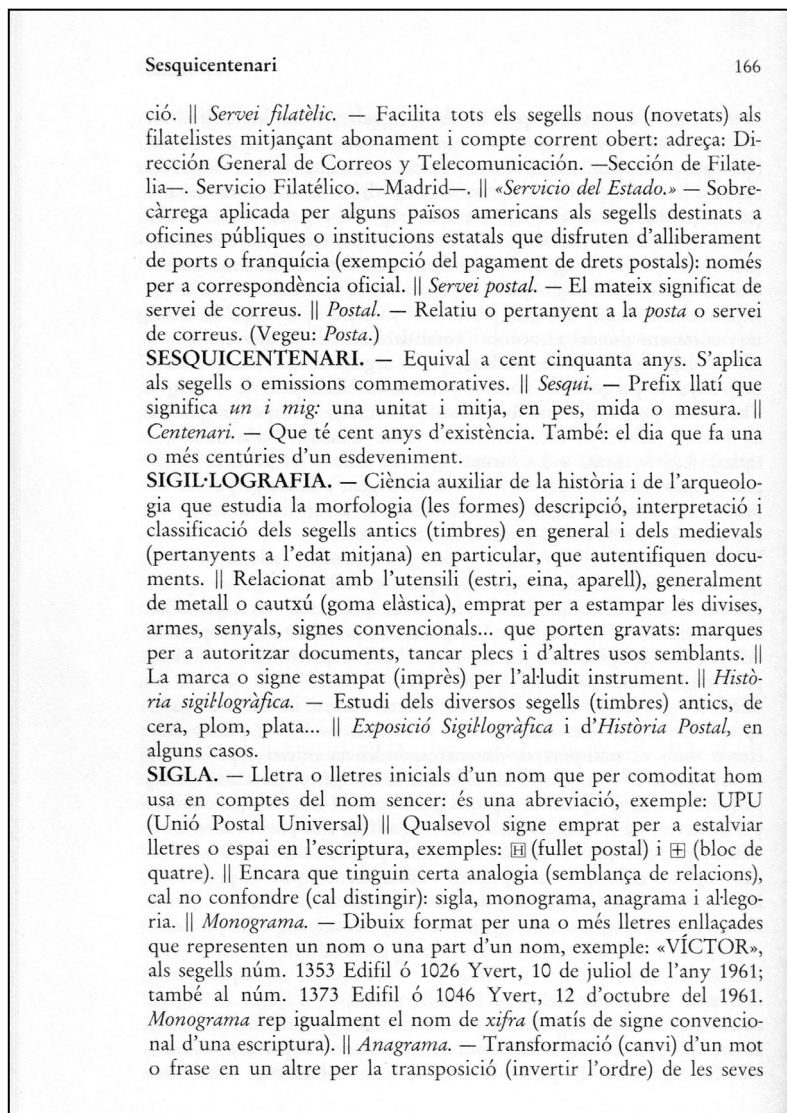 Sesquicentenari 166
ció. || Servei filatèlic. — Facilita tots els segells nous (novetats) als
filatelistes mitjançant abonament i compte corrent obert: adreça: Di-
rección General de Correos y Telecomunicación. —Sección de Filate-
lia—. Servicio Filatélico. —Madrid—. || «Servicio del Estado.» — Sobre-
càrrega aplicada per alguns països americans als segells destinats a
oficines públiques o institucions estatals que disfruten d’alliberament
de ports o franquícia (exempció del pagament de drets postals): només
per a correspondència oficial. || Servei postal. — El mateix significat de
servei de correus. || Postal. — Relatiu o pertanyent a la posta o servei
de correus. (Vegeu: Posta.)
SESQUICENTENARI. — Equival a cent cinquanta anys. S’aplica
als segells o emissions commemoratives. || Sesqui. — Prefix llatí que
significa un i mig: una unitat i mitja, en pes, mida o mesura. ||
Centenari. — Que té cent anys d’existència. També: el dia que fa una
o més centúries d’un esdeveniment.
SIGIL·LOGRAFIA. — Ciència auxiliar de la història i de l’arqueolo-
gia que estudia la morfologia (les formes) descripció, interpretació i
classificació dels segells antics (timbres) en general i dels medievals
(pertanyents a l’edat mitjana) en particular, que autentifiquen docu-
ments. || Relacionat amb l’utensili (estri, eina, aparell), generalment
de metall o cautxú (goma elàstica), emprat per a estampar les divises,
armes, senyals, signes convencionals... que porten gravats: marques
per a autoritzar documents, tancar plecs i d’altres usos semblants. ||
La marca o signe estampat (imprès) per l’al·ludit instrument. || Histò-
ria sigil·logràfica. — Estudi dels diversos segells (timbres) antics, de
cera, plom, plata... || Exposició Sigil·logràfica i d’Història Postal, en
alguns casos.
SIGLA. — Lletra o lletres inicials d’un nom que per comoditat hom
usa en comptes del nom sencer: és una abreviació, exemple: UPU
(Unió Postal Universal) || Qualsevol signe emprat per a estalviar
lletres o espai en l’escriptura, exemples: 🄷 (fullet postal) i ⊞ (bloc de
quatre). || Encara que tinguin certa analogia (semblança de relacions),
cal no confondre (cal distingir): sigla, monograma, anagrama i al·lego-
ria. || Monograma. — Dibuix format per una o més lletres enllaçades
que representen un nom o una part d’un nom, exemple: «VÍCTOR»,
als segells núm. 1353 Edifil ó 1026 Yvert, 10 de juliol de l’any 1961;
també al núm. 1373 Edifil ó 1046 Yvert, 12 d’octubre del 1961.
Monograma rep igualment el nom de xifra (matís de signe convencio-
nal d’una escriptura). || Anagrama. — Transformació (canvi) d’un mot
o frase en un altre per la transposició (invertir l’ordre) de les seves